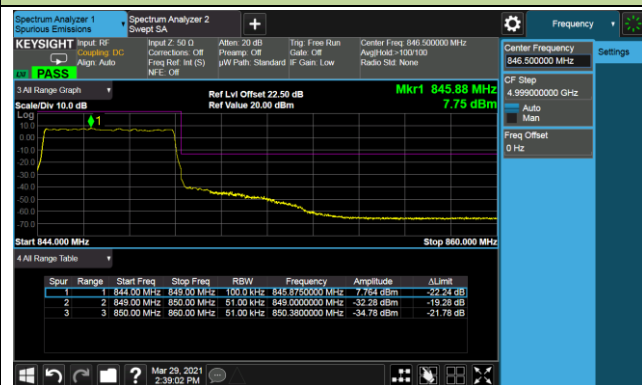 Spectrum Analyzer 1
Spurious Emissions
Spectrum Analyzer 2
Swept SA
Frequency
KEYSIGHT
Input: RF
Coupling: DC
Align: Auto
Input Z: 50 Ω
Corrections: Off
Freq Ref: Int (S)
NFE: Off
Atten: 20 dB
Preamp: Off
µW Path: Standard
Trig: Free Run
Gate: Off
IF Gain: Low
Center Freq: 846.500000 MHz
Avg|Hold:>100/100
Radio Std: None
PASS
Center Frequency
846.500000 MHz
Settings
CF Step
4.999000000 GHz
Auto
Man
Freq Offset
0 Hz
3 All Range Graph
Scale/Div 10.0 dB
Ref Lvl Offset 22.50 dB
Ref Value 20.00 dBm
Mkr1 845.88 MHz
7.75 dBm
Log
1
10.0
0.00
-10.0
-20.0
-30.0
-40.0
-50.0
-60.0
-70.0
Start 844.000 MHz
Stop 860.000 MHz
4 All Range Table
Spur Range Start Freq Stop Freq RBW Frequency Amplitude ΔLimit
1 1 844.00 MHz 849.00 MHz 100.0 kHz 845.8750000 MHz 7.764 dBm -22.24 dB
2 2 849.00 MHz 850.00 MHz 51.00 kHz 849.0000000 MHz -32.28 dBm -19.28 dB
3 3 850.00 MHz 860.00 MHz 51.00 kHz 850.3800000 MHz -34.78 dBm -21.78 dB
?
Mar 29, 2021
2:39:02 PM